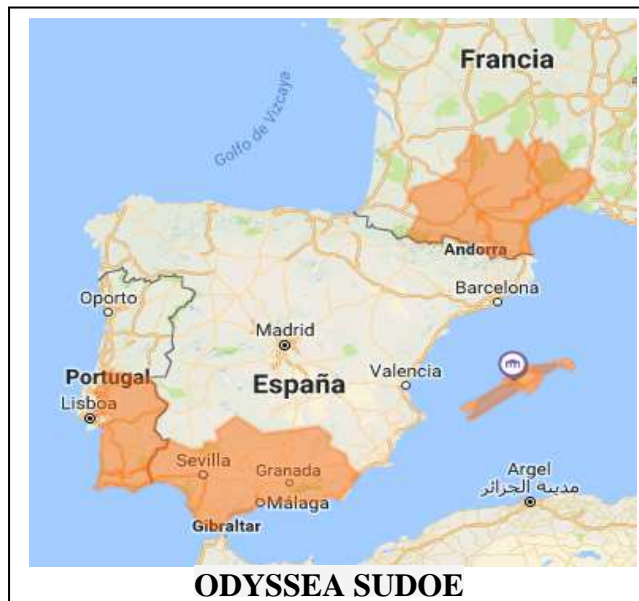 Francia
Golfo de Vizcaya
Andorra
Oporto
Barcelona
Madrid
Portugal
España
Valencia
Lisboa
Sevilla
Granada
Argel
مدينة الجزائر
Málaga
Gibraltar
ODYSSEA SUDOE